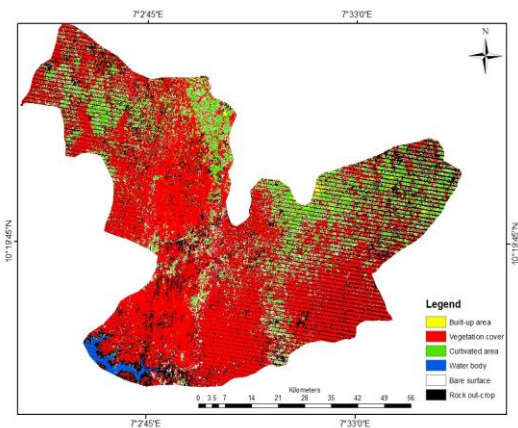 7°2'45"E 7°33'0"E
N
10°19'45"N 10°19'45"N
Legend
Built-up area
Vegetation cover
Cultivated area
Water body
Bare surface
Rock out-crop
Kilometers
0 3.5 7 14 21 28 35 42 49 56
7°2'45"E 7°33'0"E